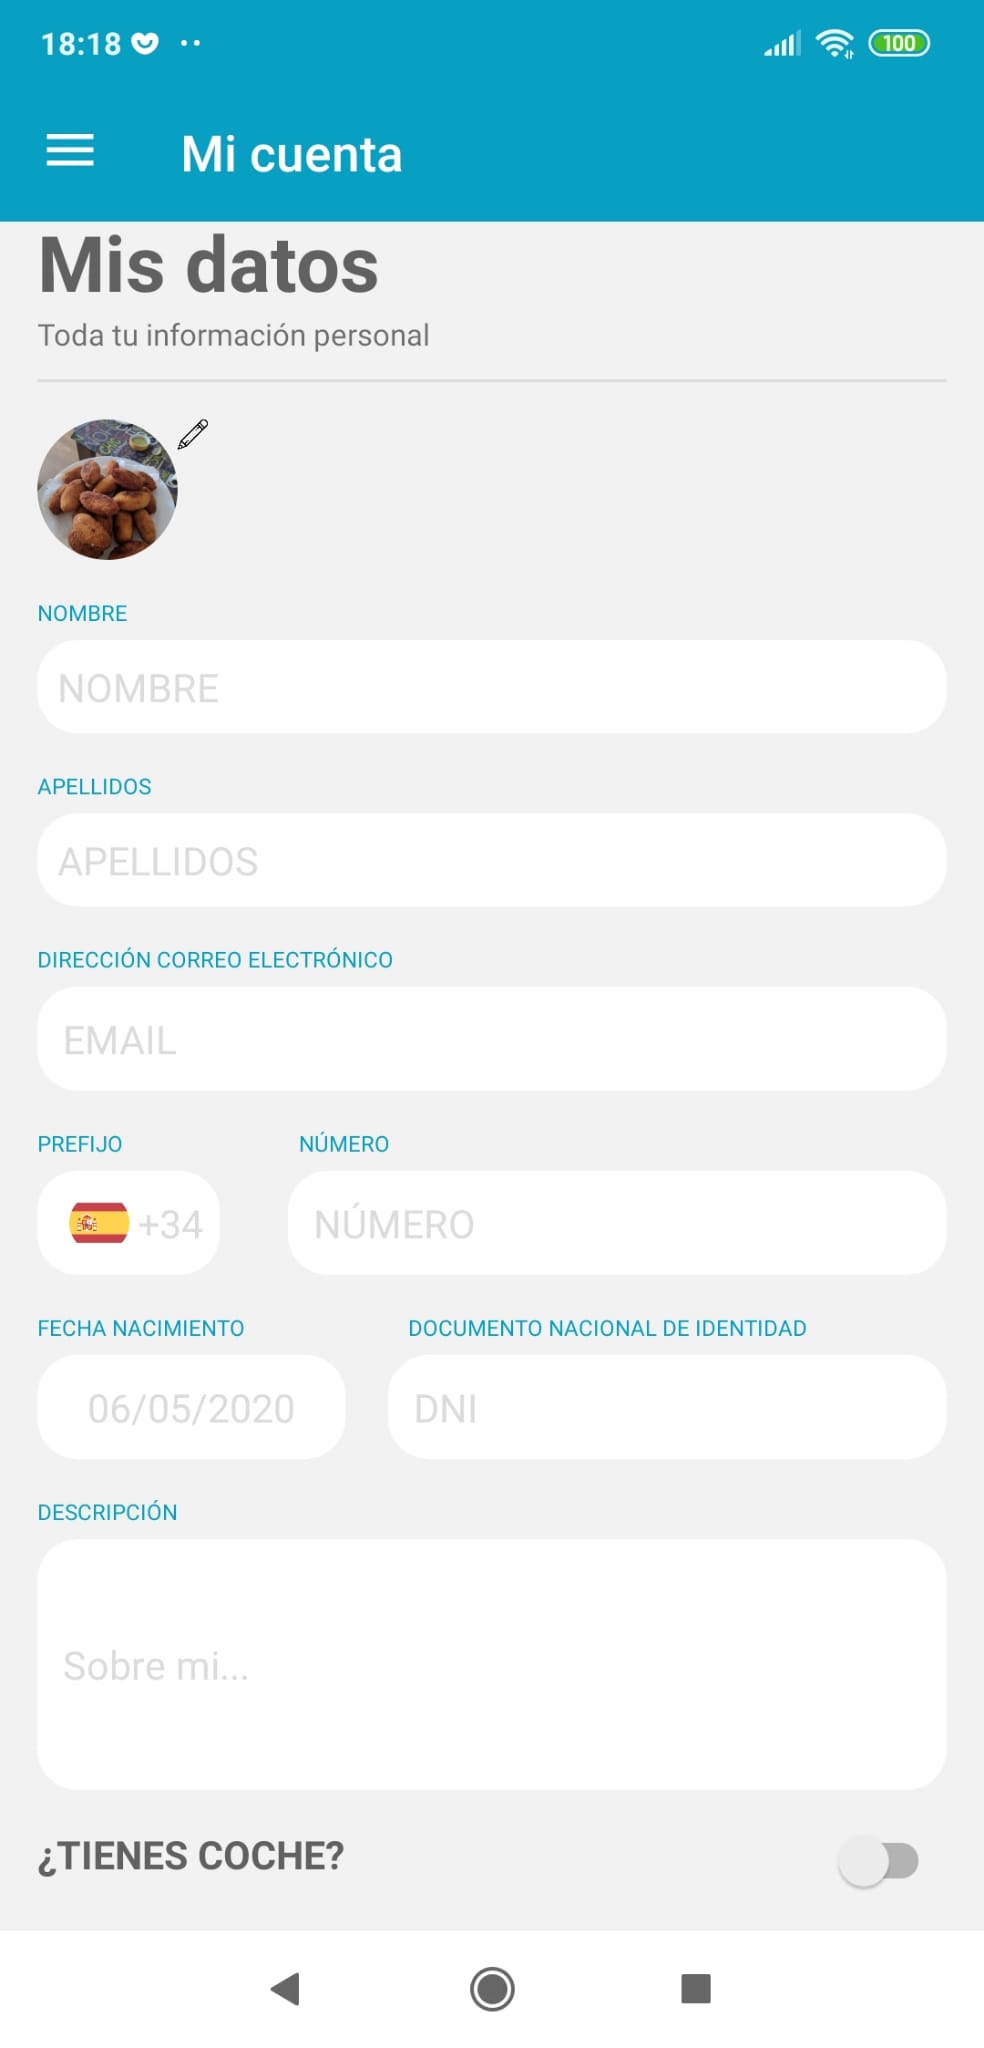 18:18
100
Mi cuenta
Mis datos
Toda tu información personal
NOMBRE
NOMBRE
APELLIDOS
APELLIDOS
DIRECCIÓN CORREO ELECTRÓNICO
EMAIL
PREFIJO NÚMERO
+34 NÚMERO
FECHA NACIMIENTO DOCUMENTO NACIONAL DE IDENTIDAD
06/05/2020 DNI
DESCRIPCIÓN
Sobre mi...
¿TIENES COCHE?